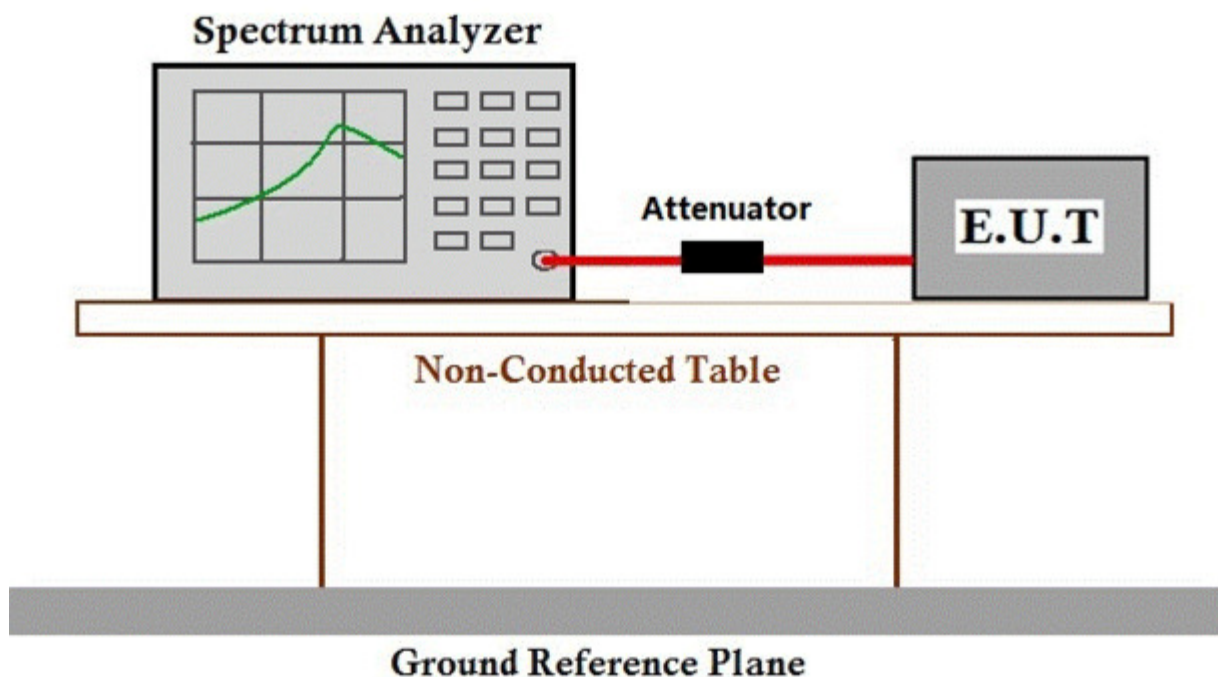 Spectrum Analyzer
Attenuator
E.U.T
Non-Conducted Table
Ground Reference Plane